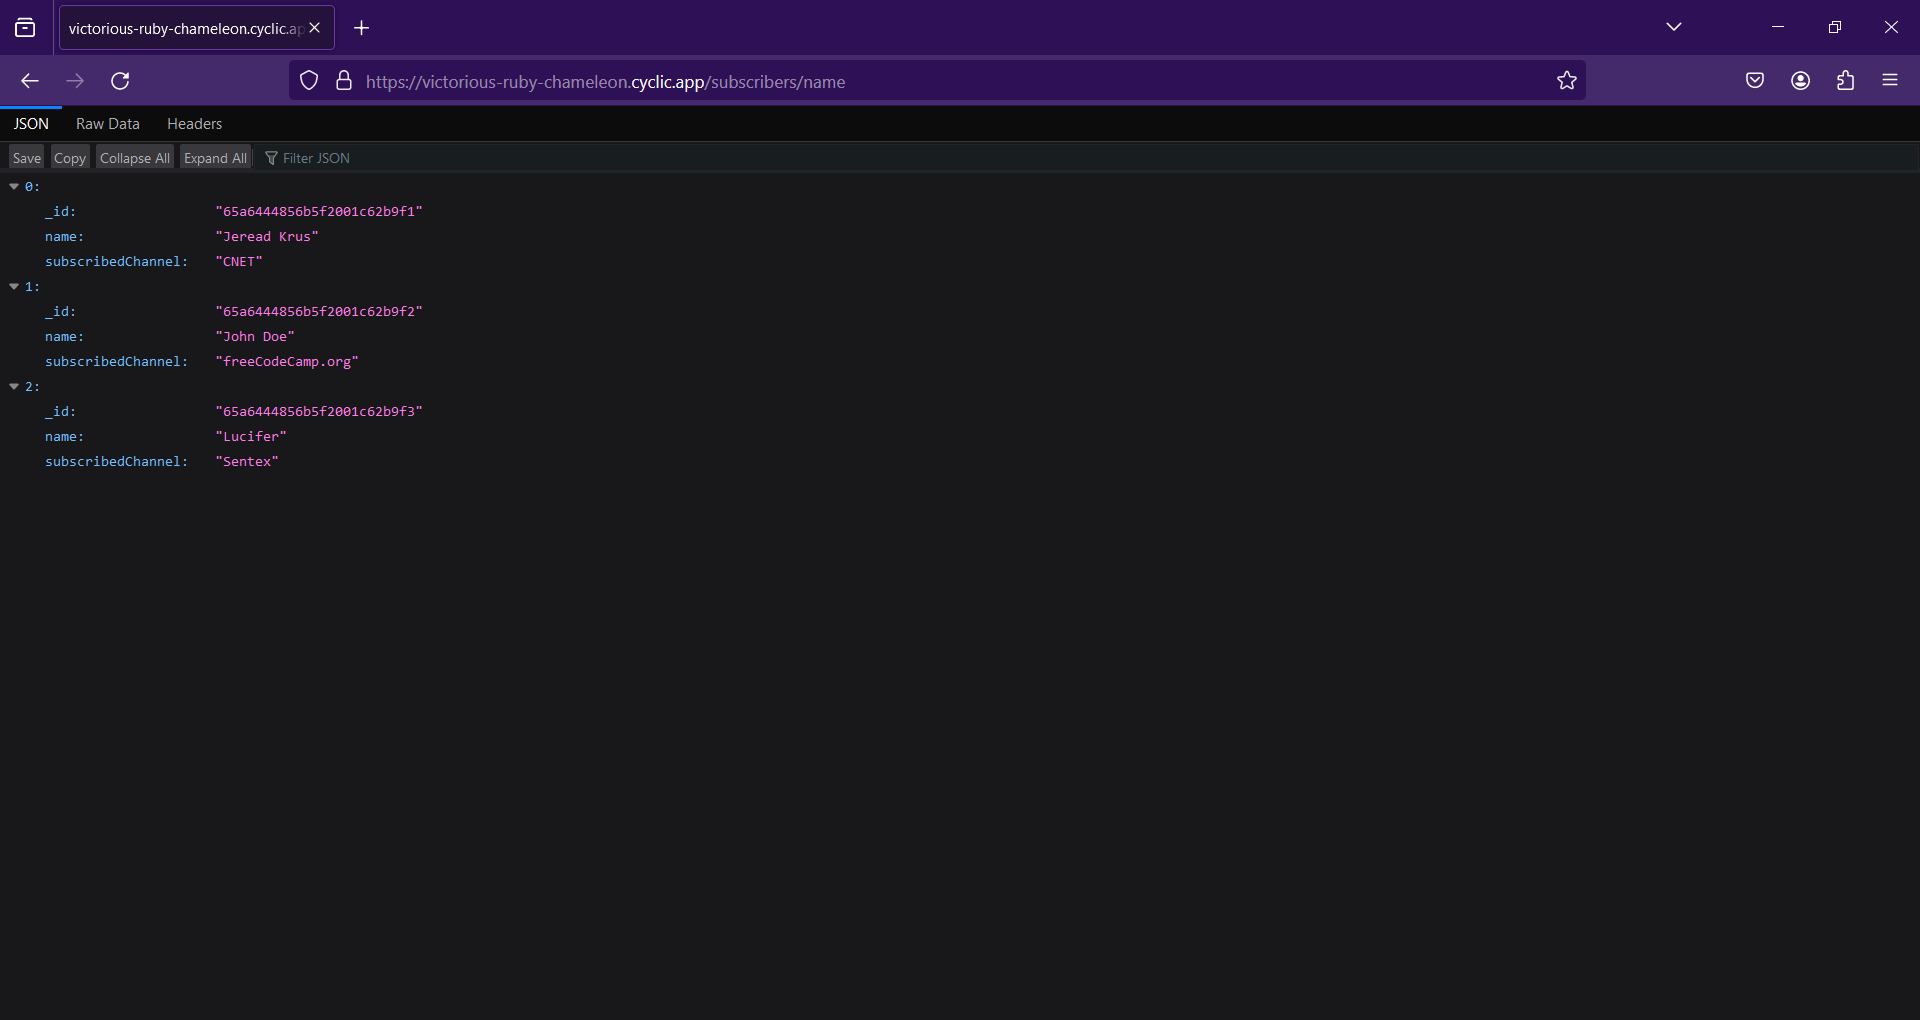 victorious-ruby-chameleon.cyclic.ap
https://victorious-ruby-chameleon.cyclic.app/subscribers/name
JSON Raw Data Headers
Save Copy Collapse All Expand All Filter JSON
0:
_id: "65a6444856b5f2001c62b9f1"
name: "Jeread Krus"
subscribedChannel: "CNET"
1:
_id: "65a6444856b5f2001c62b9f2"
name: "John Doe"
subscribedChannel: "freeCodeCamp.org"
2:
_id: "65a6444856b5f2001c62b9f3"
name: "Lucifer"
subscribedChannel: "Sentex"